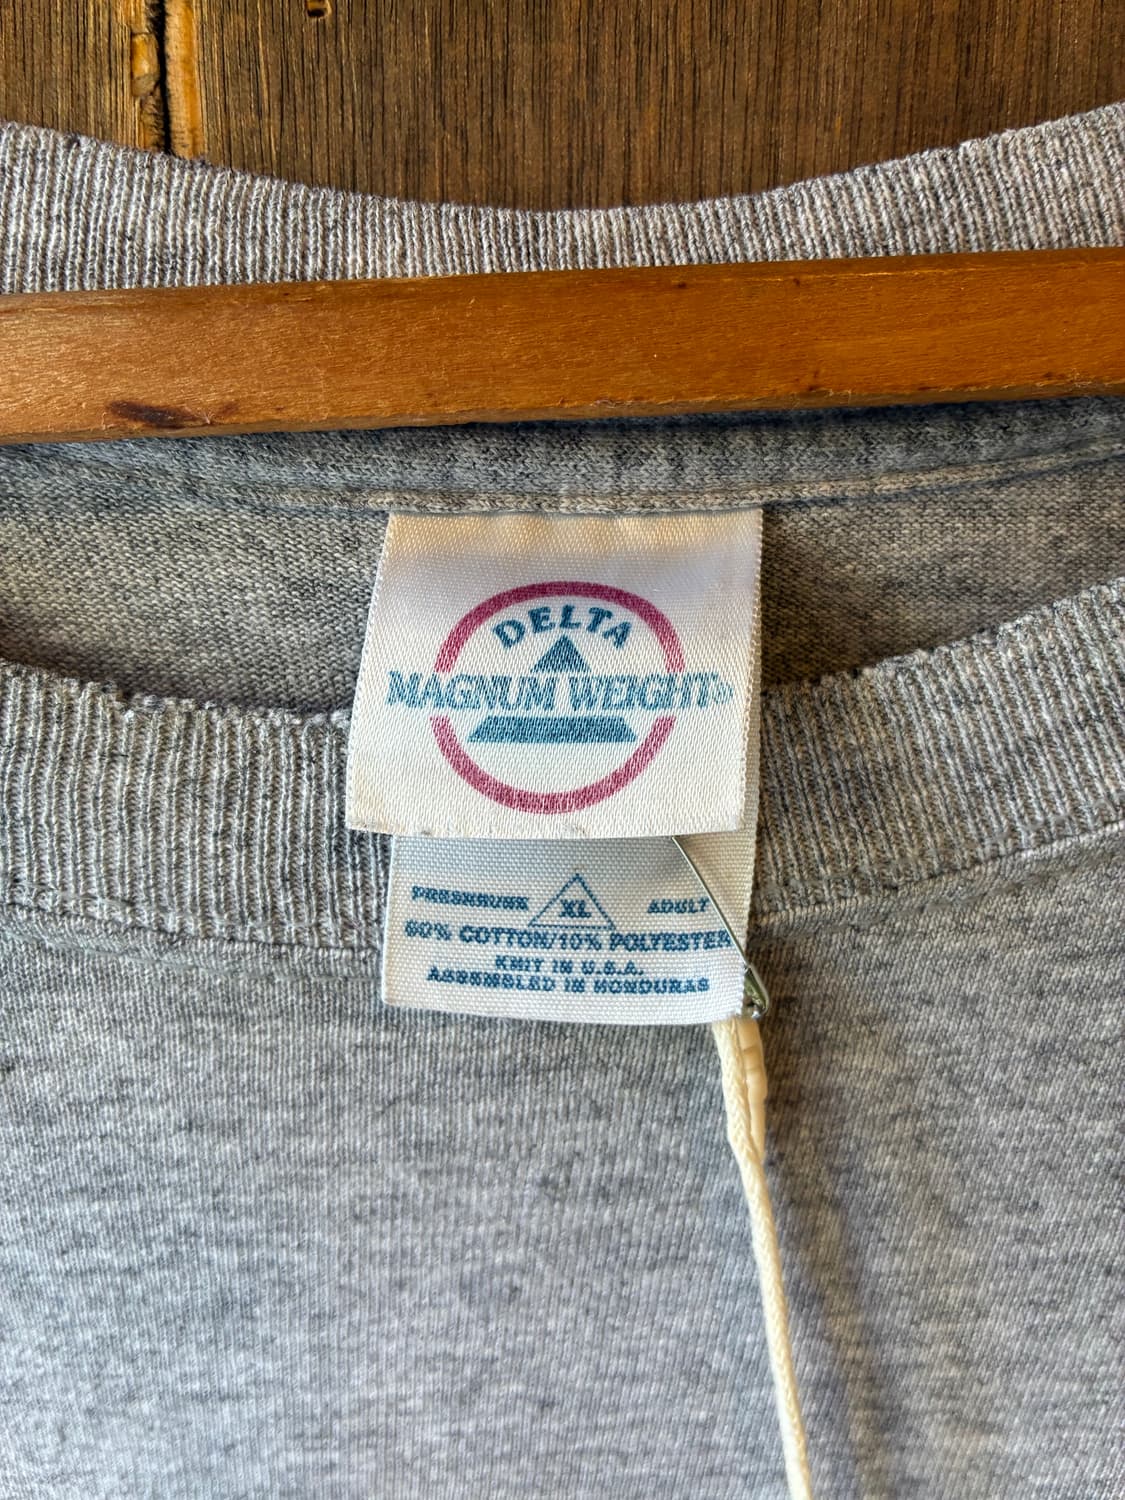 DELTA
MAGNUM WEIGHT®
PRESHRUNK XL ADULT
90% COTTON/10% POLYESTER
KNIT IN U.S.A.
ASSEMBLED IN HONDURAS